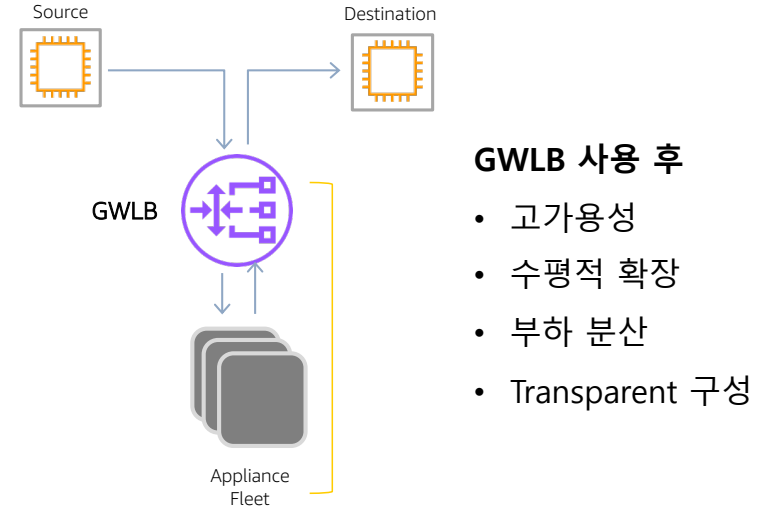 Source
Destination
GWLB
Appliance
Fleet
GWLB 사용 후
• 고가용성
• 수평적 확장
• 부하 분산
• Transparent 구성